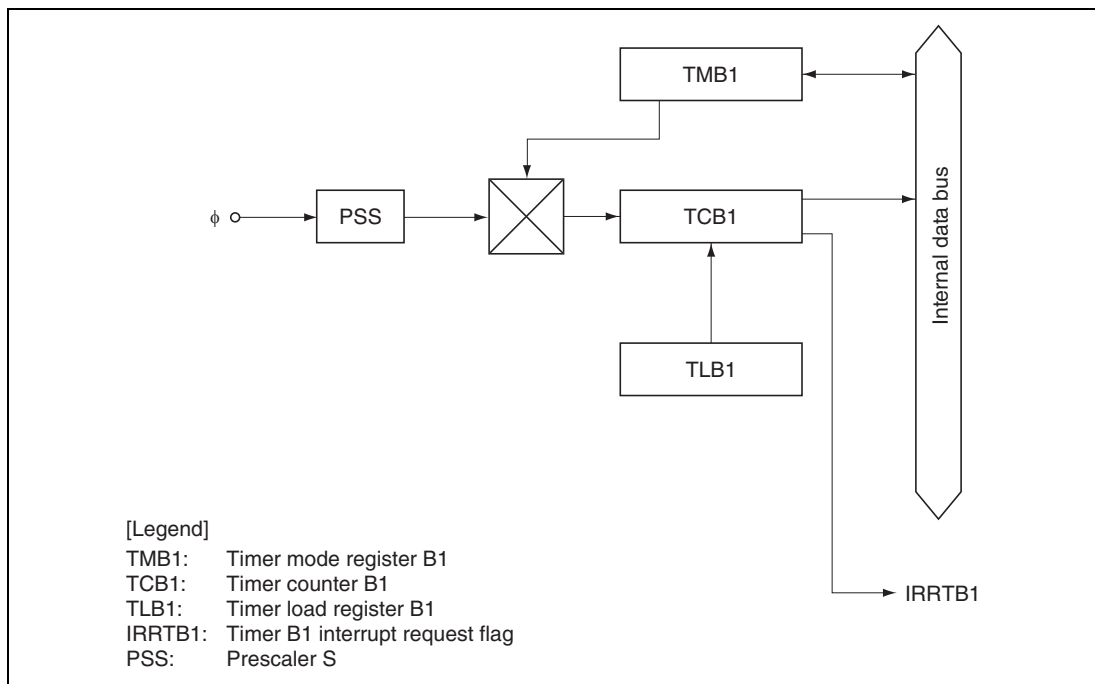 TMB1
φ
PSS
TCB1
TLB1
Internal data bus
IRRTB1
[Legend]
TMB1: Timer mode register B1
TCB1: Timer counter B1
TLB1: Timer load register B1
IRRTB1: Timer B1 interrupt request flag
PSS: Prescaler S